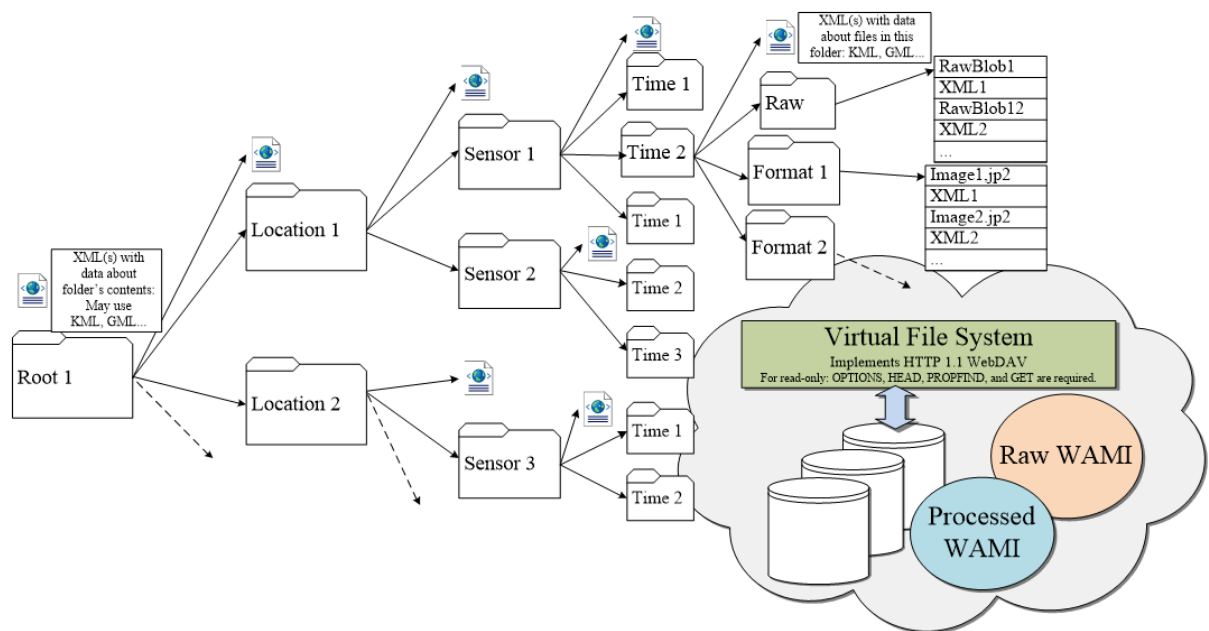 XML(s) with
data about
folder's contents:
May use
KML, GML...
Root 1
Location 1
Location 2
Sensor 1
Sensor 2
Sensor 3
Time 1
Time 2
Time 1
Time 2
Time 3
Time 1
Time 2
XML(s) with data
about files in this
folder: KML, GML...
Raw
Format 1
Format 2
RawBlob1
XML1
RawBlob12
XML2
...
Image1.jp2
XML1
Image2.jp2
XML2
...
Virtual File System
Implements HTTP 1.1 WebDAV
For read-only: OPTIONS, HEAD, PROPFIND, and GET are required.
Raw WAMI
Processed
WAMI